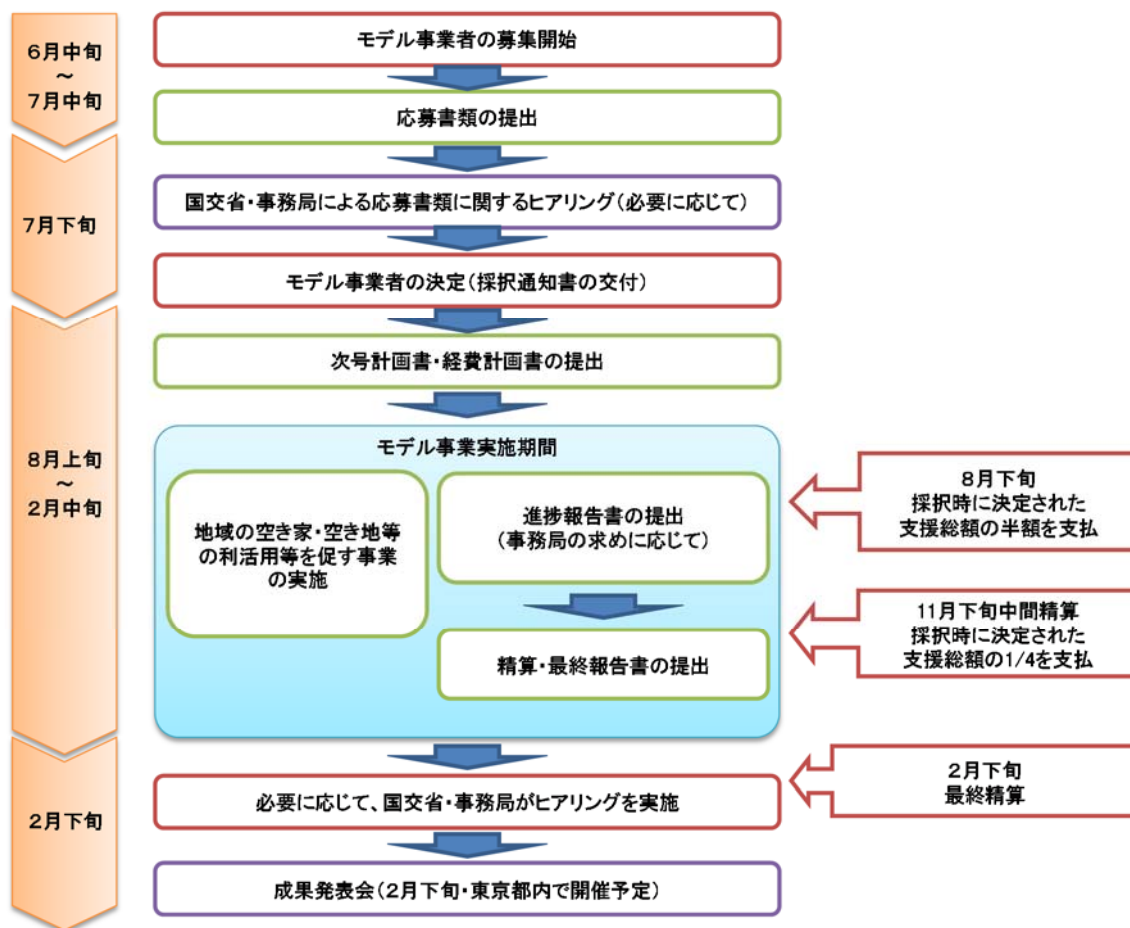 6月中旬
～
7月中旬
モデル事業者の募集開始
応募書類の提出
7月下旬
国交省・事務局による応募書類に関するヒアリング(必要に応じて)
モデル事業者の決定(採択通知書の交付)
8月上旬
～
2月中旬
次号計画書・経費計画書の提出
モデル事業実施期間
地域の空き家・空き地等
の利活用等を促す事業
の実施
進捗報告書の提出
(事務局の求めに応じて)
精算・最終報告書の提出
8月下旬
採択時に決定された
支援総額の半額を支払
11月下旬中間精算
採択時に決定された
支援総額の1/4を支払
2月下旬
必要に応じて、国交省・事務局がヒアリングを実施
2月下旬
最終精算
成果発表会(2月下旬・東京都内で開催予定)